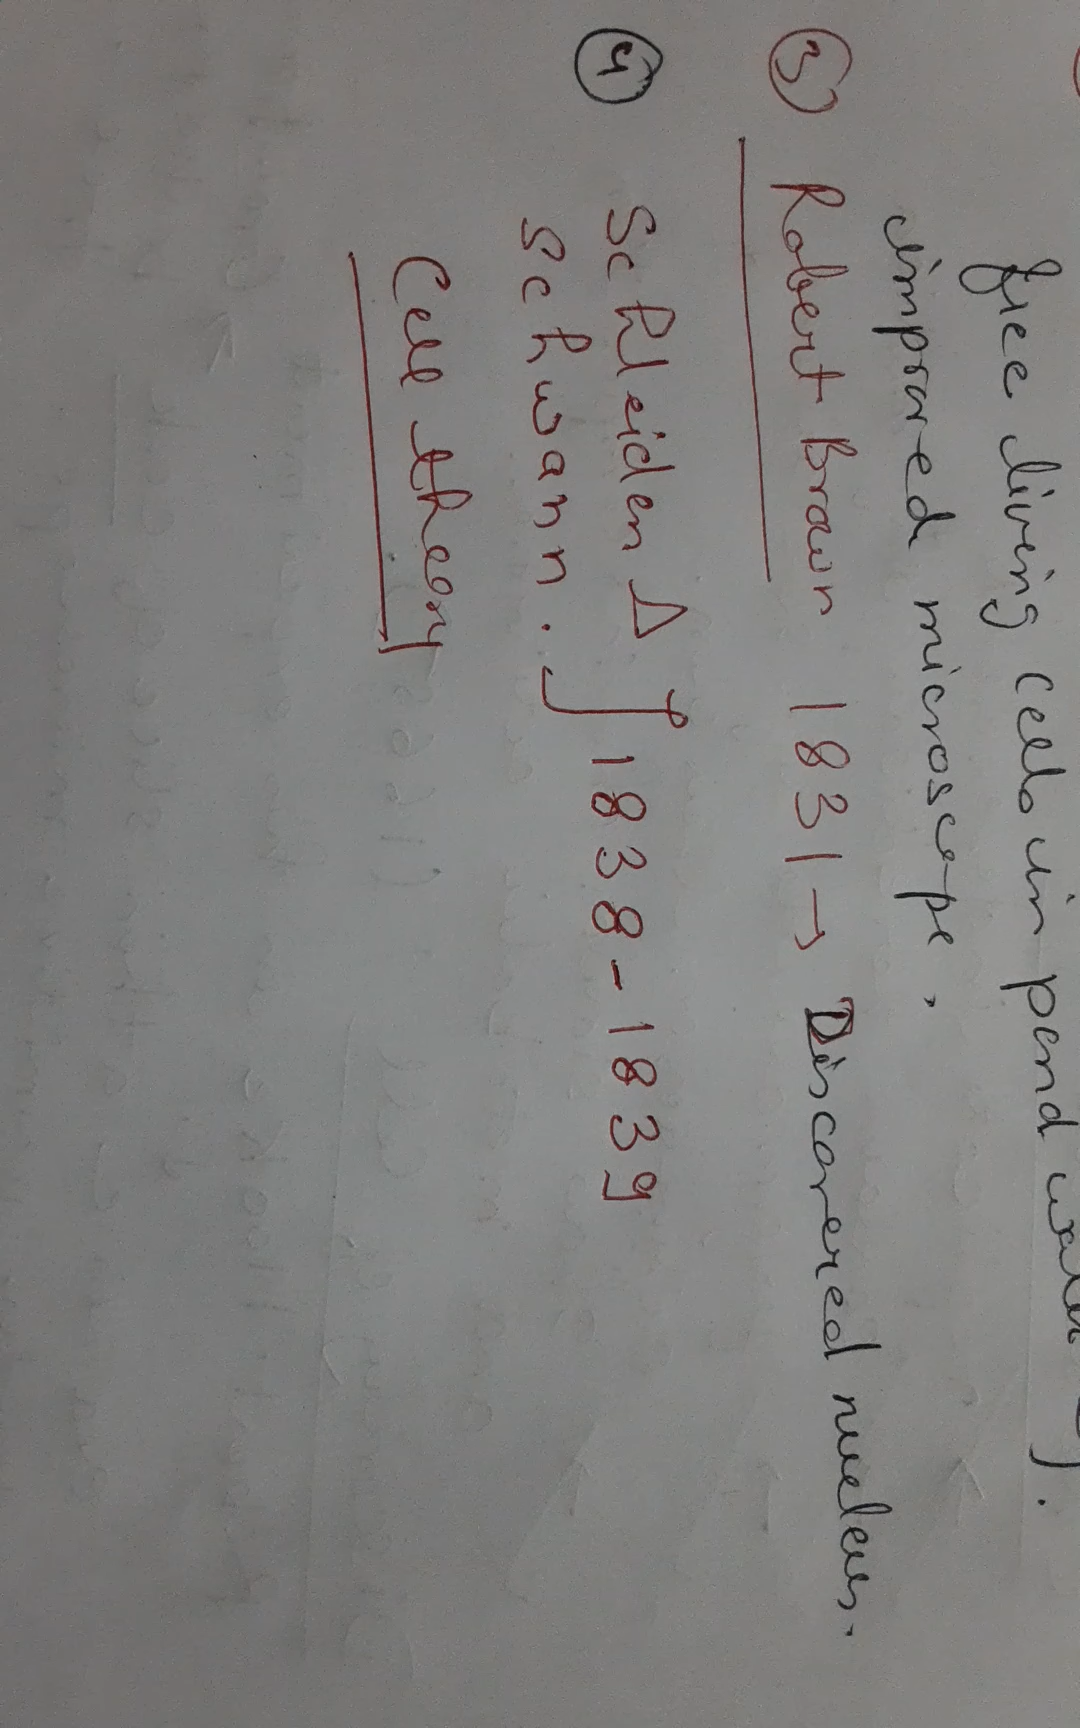 free living cells in pond
improved microscope.
③ Robert Brown 1831 → Discovered nucleus.
④ Schleiden &
Schwann. } 1838-1839
Cell theory